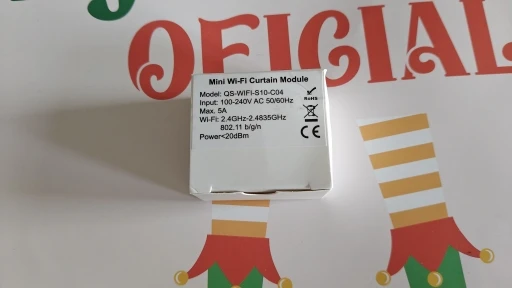 OFICIAL
Mini Wi-Fi Curtain Module
Model: QS-WIFI-S10-C04
Input: 100-240V AC 50/60Hz
Max. 5A
Wi-Fi: 2.4GHz-2.4835GHz
802.11 b/g/n
Power<20dBm
RoHS
CE